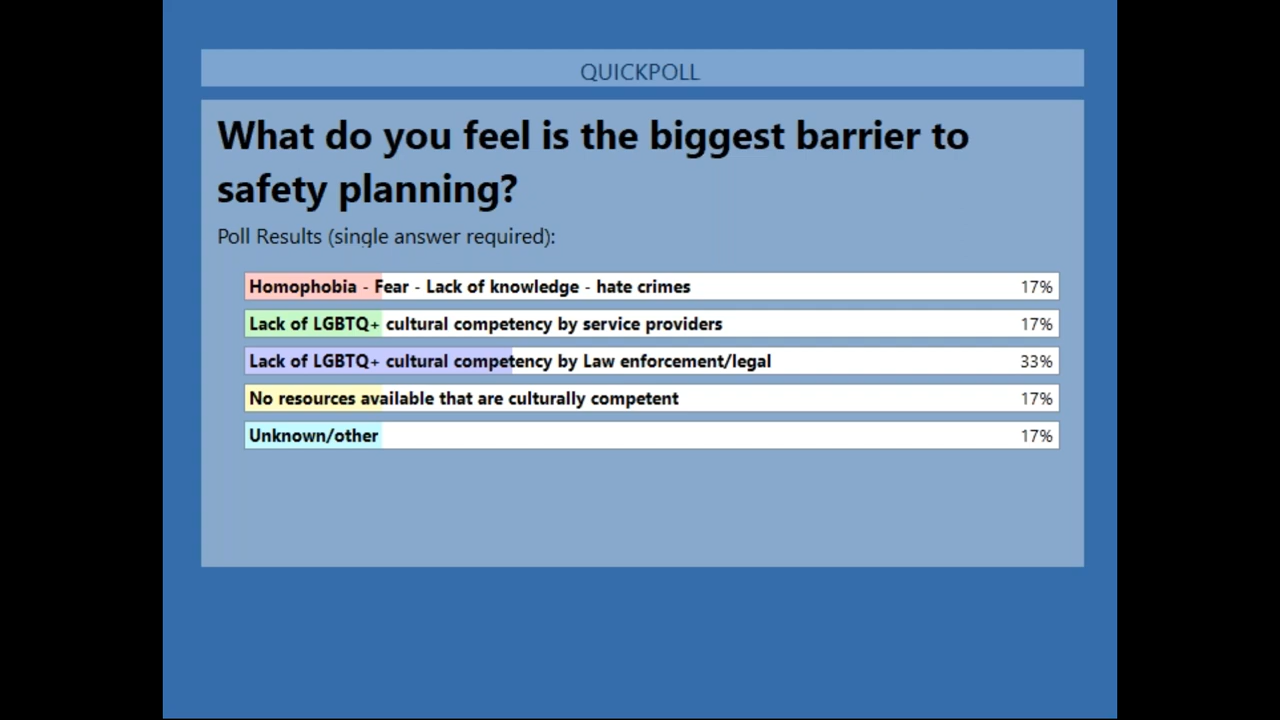 QUICKPOLL
What do you feel is the biggest barrier to
safety planning?
Poll Results (single answer required):
Homophobia - Fear - Lack of knowledge - hate crimes 17%
Lack of LGBTQ+ cultural competency by service providers 17%
Lack of LGBTQ+ cultural competency by Law enforcement/legal 33%
No resources available that are culturally competent 17%
Unknown/other 17%